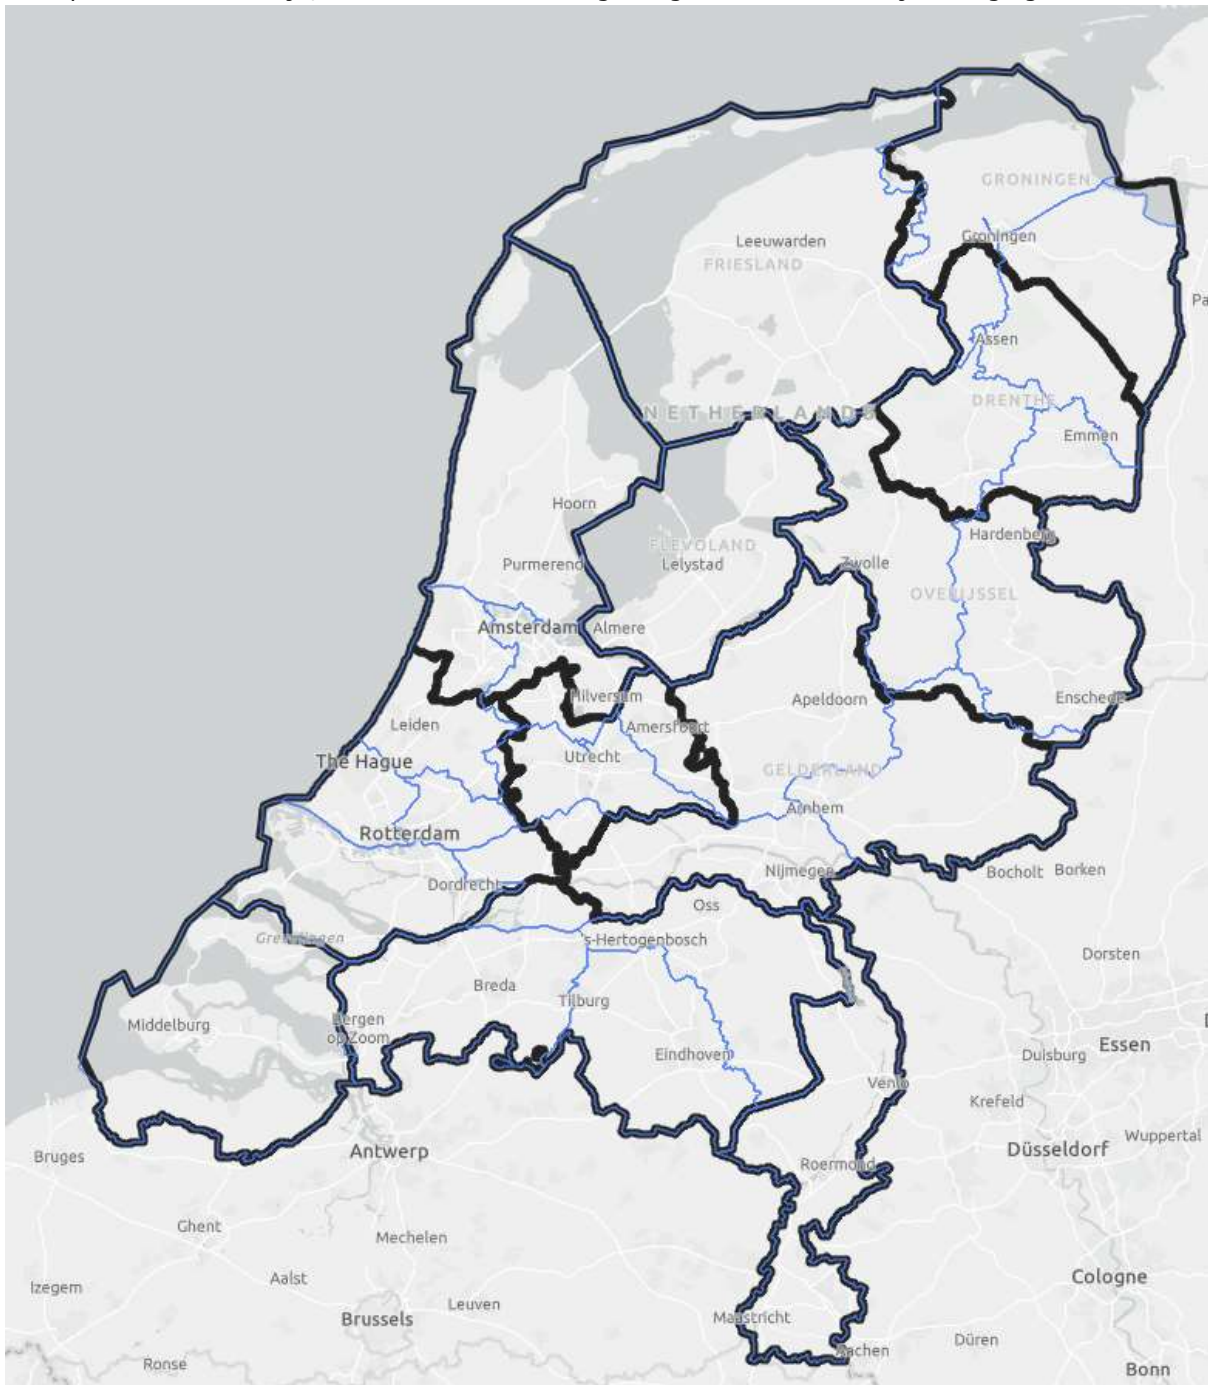 GRONINGEN
Groningen
Leeuwarden
FRIESLAND
Assen
DRENTHE
NETHERLANDS
Emmen
Hoorn
Hardenberg
FLEVOLAND
Purmerend
Lelystad
Zwolle
OVERIJSSEL
Amsterdam
Almere
Hilversum
Apeldoorn
Enschede
Leiden
Amersfoort
The Hague
Utrecht
GELDERLAND
Arnhem
Rotterdam
Nijmegen
Bocholt
Borken
Dordrecht
Oss
Grevelingen
's-Hertogenbosch
Dorsten
Breda
Tilburg
Middelburg
Bergen
op Zoom
Essen
Eindhoven
Duisburg
Venlo
Krefeld
Wuppertal
Düsseldorf
Antwerp
Bruges
Roermond
Ghent
Mechelen
Cologne
Aalst
Izegem
Leuven
Maastricht
Brussels
Düren
Aachen
Ronse
Bonn